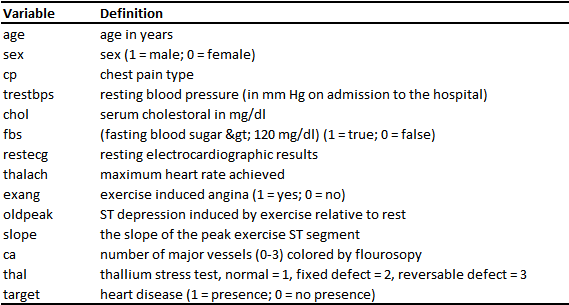 Variable Definition
age age in years
sex sex (1 = male; 0 = female)
cp chest pain type
trestbps resting blood pressure (in mm Hg on admission to the hospital)
chol serum cholestoral in mg/dl
fbs (fasting blood sugar &gt; 120 mg/dl) (1 = true; 0 = false)
restecg resting electrocardiographic results
thalach maximum heart rate achieved
exang exercise induced angina (1 = yes; 0 = no)
oldpeak ST depression induced by exercise relative to rest
slope the slope of the peak exercise ST segment
ca number of major vessels (0-3) colored by flourosopy
thal thallium stress test, normal = 1, fixed defect = 2, reversable defect = 3
target heart disease (1 = presence; 0 = no presence)